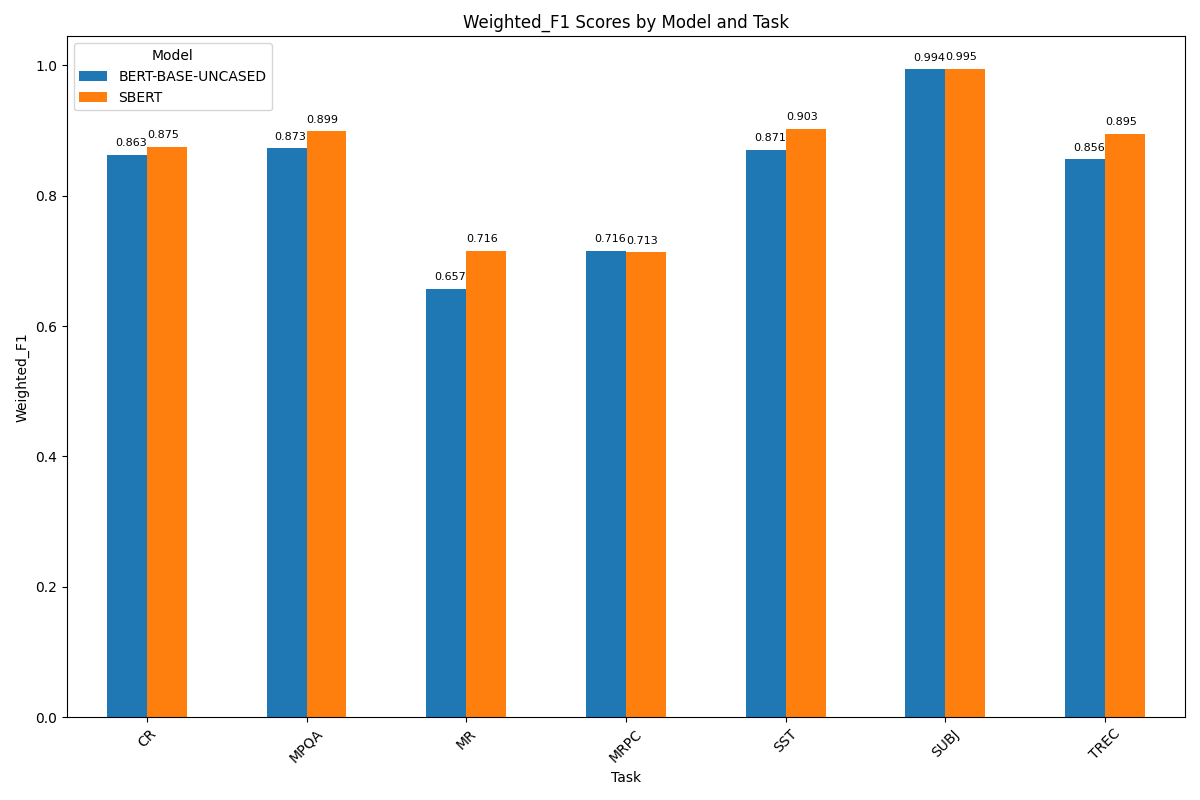 Weighted_F1 Scores by Model and Task
Model
BERT-BASE-UNCASED
SBERT
Weighted_F1
1.0
0.8
0.6
0.4
0.2
0.0
0.863
0.875
0.873
0.899
0.657
0.716
0.716
0.713
0.871
0.903
0.994
0.995
0.856
0.895
CR
MPQA
MR
MRPC
SST
SUBJ
TREC
Task